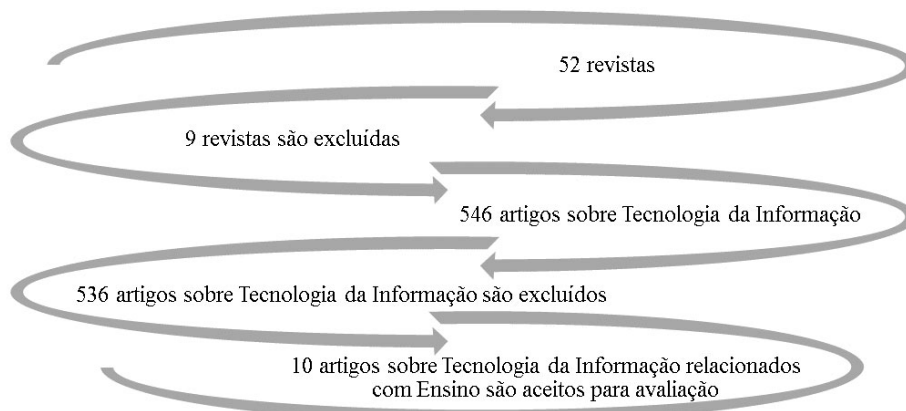 52 revistas
9 revistas são excluídas
546 artigos sobre Tecnologia da Informação
536 artigos sobre Tecnologia da Informação são excluídos
10 artigos sobre Tecnologia da Informação relacionados
com Ensino são aceitos para avaliação